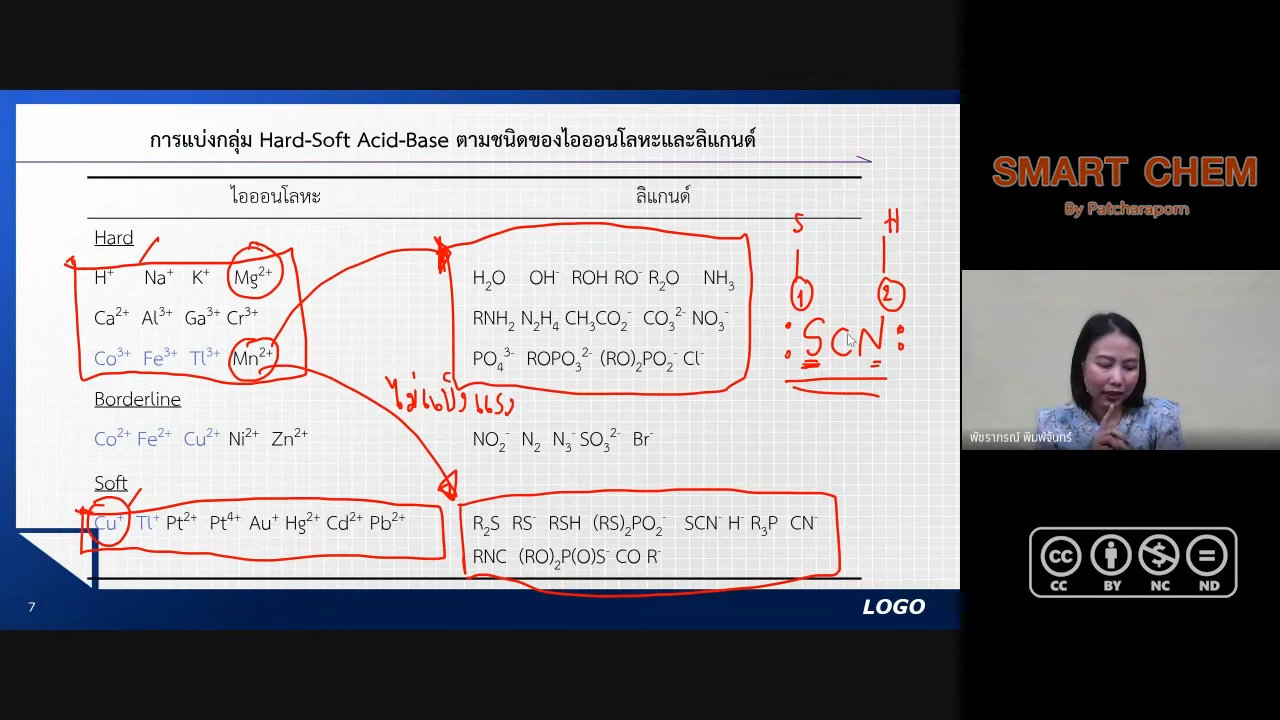 การแบ่งกลุ่ม Hard-Soft Acid-Base ตามชนิดของไอออนโลหะและลิแกนด์
ไอออนโลหะ ลิแกนด์
Hard
H⁺ Na⁺ K⁺ Mg²⁺ H₂O OH⁻ ROH RO⁻ R₂O NH₃
Ca²⁺ Al³⁺ Ga³⁺ Cr³⁺ RNH₂ N₂H₄ CH₃CO₂⁻ CO₃²⁻ NO₃⁻
Co³⁺ Fe³⁺ Tl³⁺ Mn²⁺ PO₄³⁻ ROPO₃²⁻ (RO)₂PO₂⁻ Cl⁻
Borderline
Co²⁺ Fe²⁺ Cu²⁺ Ni²⁺ Zn²⁺ NO₂⁻ N₂ N₃⁻ SO₃²⁻ Br⁻
Soft
Cu⁺ Tl⁺ Pt²⁺ Pt⁴⁺ Au⁺ Hg²⁺ Cd²⁺ Pb²⁺ R₂S RS⁻ RSH (RS)₂PO₂⁻ SCN⁻ H⁻ R₃P CN⁻
RNC (RO)₂P(O)S⁻ CO R⁻
S H
1 2
SCN
ไม่แข็งแรง
7
LOGO
SMART CHEM
By Patcharaporn
พัชราภรณ์ พิมพ์จันทร์
CC BY NC ND